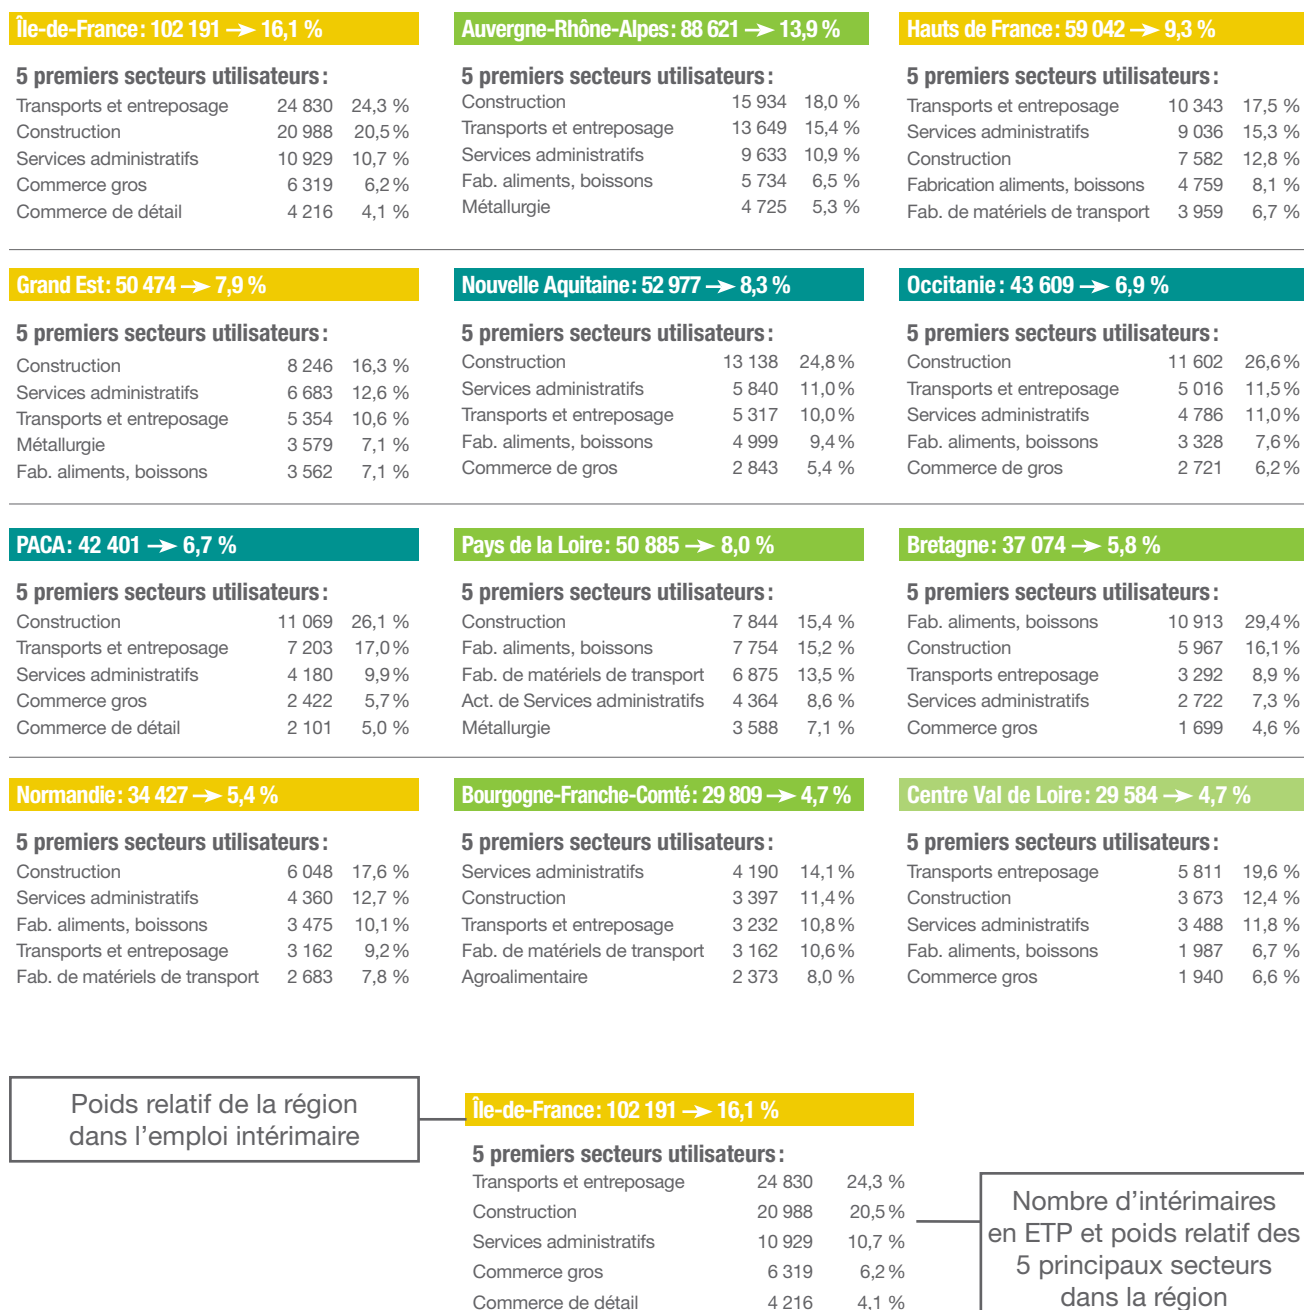 Île-de-France : 102 191 → 16,1 %
5 premiers secteurs utilisateurs :
Transports et entreposage 24 830 24,3 %
Construction 20 988 20,5 %
Services administratifs 10 929 10,7 %
Commerce gros 6 319 6,2 %
Commerce de détail 4 216 4,1 %
Auvergne-Rhône-Alpes : 88 621 → 13,9 %
5 premiers secteurs utilisateurs :
Construction 15 934 18,0 %
Transports et entreposage 13 649 15,4 %
Services administratifs 9 633 10,9 %
Fab. aliments, boissons 5 734 6,5 %
Métallurgie 4 725 5,3 %
Hauts de France : 59 042 → 9,3 %
5 premiers secteurs utilisateurs :
Transports et entreposage 10 343 17,5 %
Services administratifs 9 036 15,3 %
Construction 7 582 12,8 %
Fabrication aliments, boissons 4 759 8,1 %
Fab. de matériels de transport 3 959 6,7 %
Grand Est : 50 474 → 7,9 %
5 premiers secteurs utilisateurs :
Construction 8 246 16,3 %
Services administratifs 6 683 12,6 %
Transports et entreposage 5 354 10,6 %
Métallurgie 3 579 7,1 %
Fab. aliments, boissons 3 562 7,1 %
Nouvelle Aquitaine : 52 977 → 8,3 %
5 premiers secteurs utilisateurs :
Construction 13 138 24,8 %
Services administratifs 5 840 11,0 %
Transports et entreposage 5 317 10,0 %
Fab. aliments, boissons 4 999 9,4 %
Commerce de gros 2 843 5,4 %
Occitanie : 43 609 → 6,9 %
5 premiers secteurs utilisateurs :
Construction 11 602 26,6 %
Transports et entreposage 5 016 11,5 %
Services administratifs 4 786 11,0 %
Fab. aliments, boissons 3 328 7,6 %
Commerce de gros 2 721 6,2 %
PACA : 42 401 → 6,7 %
5 premiers secteurs utilisateurs :
Construction 11 069 26,1 %
Transports et entreposage 7 203 17,0 %
Services administratifs 4 180 9,9 %
Commerce gros 2 422 5,7 %
Commerce de détail 2 101 5,0 %
Pays de la Loire : 50 885 → 8,0 %
5 premiers secteurs utilisateurs :
Construction 7 844 15,4 %
Fab. aliments, boissons 7 754 15,2 %
Fab. de matériels de transport 6 875 13,5 %
Act. de Services administratifs 4 364 8,6 %
Métallurgie 3 588 7,1 %
Bretagne : 37 074 → 5,8 %
5 premiers secteurs utilisateurs :
Fab. aliments, boissons 10 913 29,4 %
Construction 5 967 16,1 %
Transports entreposage 3 292 8,9 %
Services administratifs 2 722 7,3 %
Commerce gros 1 699 4,6 %
Normandie : 34 427 → 5,4 %
5 premiers secteurs utilisateurs :
Construction 6 048 17,6 %
Services administratifs 4 360 12,7 %
Fab. aliments, boissons 3 475 10,1 %
Transports et entreposage 3 162 9,2 %
Fab. de matériels de transport 2 683 7,8 %
Bourgogne-Franche-Comté : 29 809 → 4,7 %
5 premiers secteurs utilisateurs :
Services administratifs 4 190 14,1 %
Construction 3 397 11,4 %
Transports et entreposage 3 232 10,8 %
Fab. de matériels de transport 3 162 10,6 %
Agroalimentaire 2 373 8,0 %
Centre Val de Loire : 29 584 → 4,7 %
5 premiers secteurs utilisateurs :
Transports entreposage 5 811 19,6 %
Construction 3 673 12,4 %
Services administratifs 3 488 11,8 %
Fab. aliments, boissons 1 987 6,7 %
Commerce gros 1 940 6,6 %
Poids relatif de la région
dans l'emploi intérimaire
Île-de-France : 102 191 → 16,1 %
5 premiers secteurs utilisateurs :
Transports et entreposage 24 830 24,3 %
Construction 20 988 20,5 %
Services administratifs 10 929 10,7 %
Commerce gros 6 319 6,2 %
Commerce de détail 4 216 4,1 %
Nombre d'intérimaires
en ETP et poids relatif des
5 principaux secteurs
dans la région